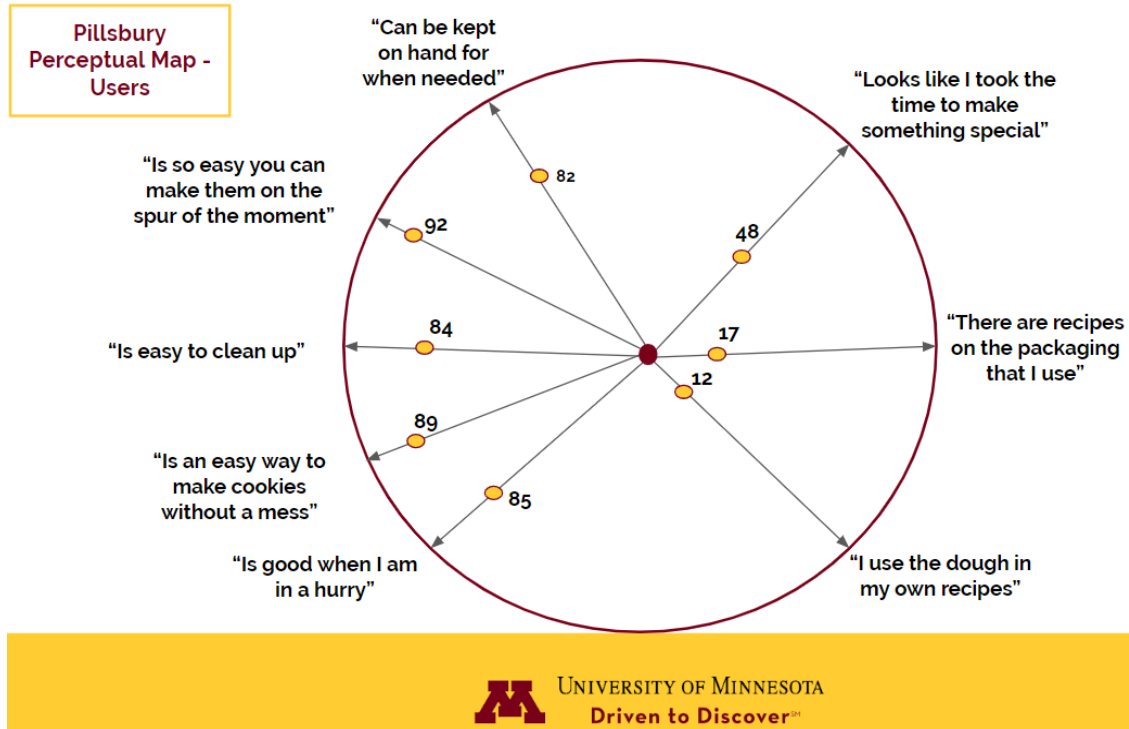 Pillsbury
Perceptual Map -
Users
“Can be kept
on hand for
when needed”
“Looks like I took the
time to make
something special”
“Is so easy you can
make them on the
spur of the moment”
82
92
48
“Is easy to clean up”
84
17
“There are recipes
on the packaging
that I use”
12
89
“Is an easy way to
make cookies
without a mess”
85
“Is good when I am
in a hurry”
“I use the dough in
my own recipes”
M
UNIVERSITY OF MINNESOTA
Driven to Discover℠